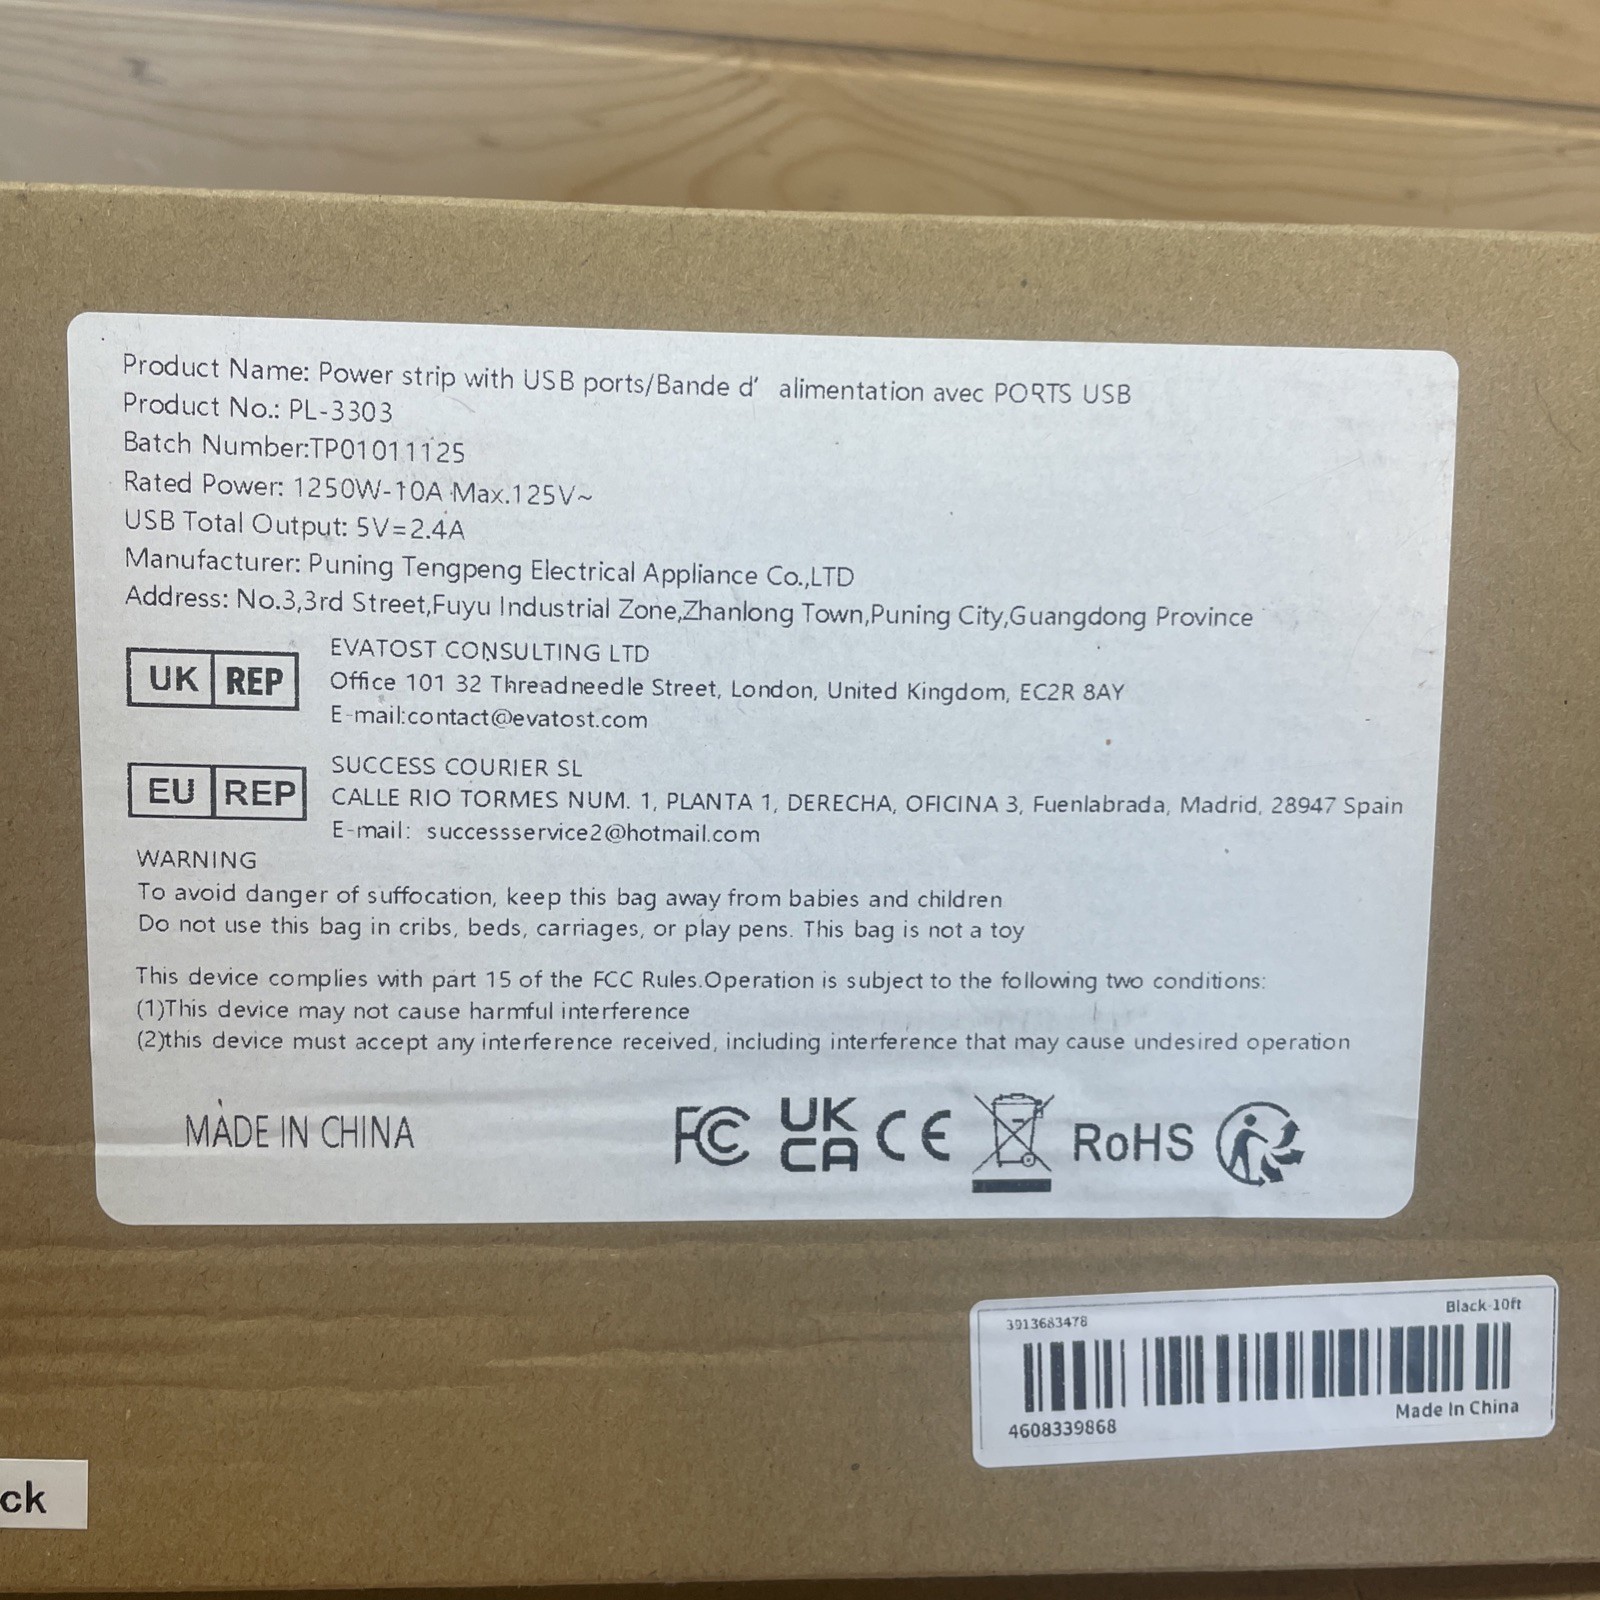 Product Name: Power strip with USB ports/Bande d' alimentation avec PORTS USB
Product No.: PL-3303
Batch Number:TP01011125
Rated Power: 1250W-10A Max.125V~
USB Total Output: 5V=2.4A
Manufacturer: Puning Tengpeng Electrical Appliance Co.,LTD
Address: No.3,3rd Street,Fuyu Industrial Zone,Zhanlong Town,Puning City,Guangdong Province
UK REP
EVATOST CONSULTING LTD
Office 101 32 Threadneedle Street, London, United Kingdom, EC2R 8AY
E-mail:contact@evatost.com
EU REP
SUCCESS COURIER SL
CALLE RIO TORMES NUM. 1, PLANTA 1, DERECHA, OFICINA 3, Fuenlabrada, Madrid, 28947 Spain
E-mail: successservice2@hotmail.com
WARNING
To avoid danger of suffocation, keep this bag away from babies and children
Do not use this bag in cribs, beds, carriages, or play pens. This bag is not a toy
This device complies with part 15 of the FCC Rules.Operation is subject to the following two conditions:
(1)This device may not cause harmful interference
(2)this device must accept any interference received, including interference that may cause undesired operation
MADE IN CHINA
FC UK CA CE RoHS
3913683478 Black-10ft
4608339868 Made In China
ck